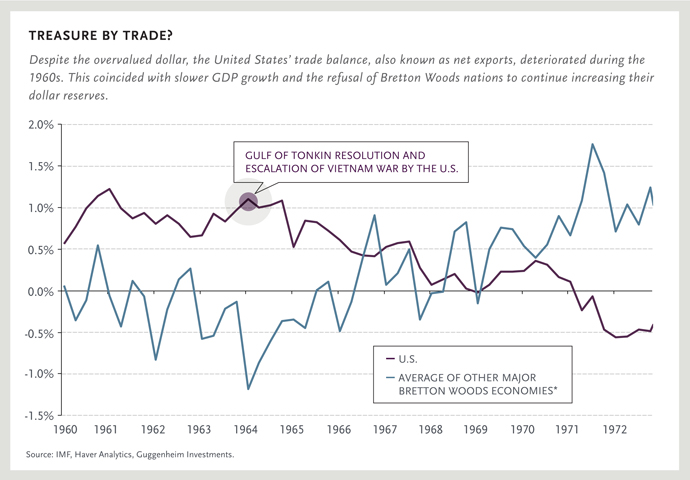 TREASURE BY TRADE?
Despite the overvalued dollar, the United States' trade balance, also known as net exports, deteriorated during the
1960s. This coincided with slower GDP growth and the refusal of Bretton Woods nations to continue increasing their
dollar reserves.
2.0%
GULF OF TONKIN RESOLUTION AND
ESCALATION OF VIETNAM WAR BY THE U.S.
1.5%
1.0%
0.5%
0.0%
-0.5%
-1.0%
-1.5%
U.S.
AVERAGE OF OTHER MAJOR
BRETTON WOODS ECONOMIES*
1960 1961 1962 1963 1964 1965 1966 1967 1968 1969 1970 1971 1972
Source: IMF, Haver Analytics, Guggenheim Investments.